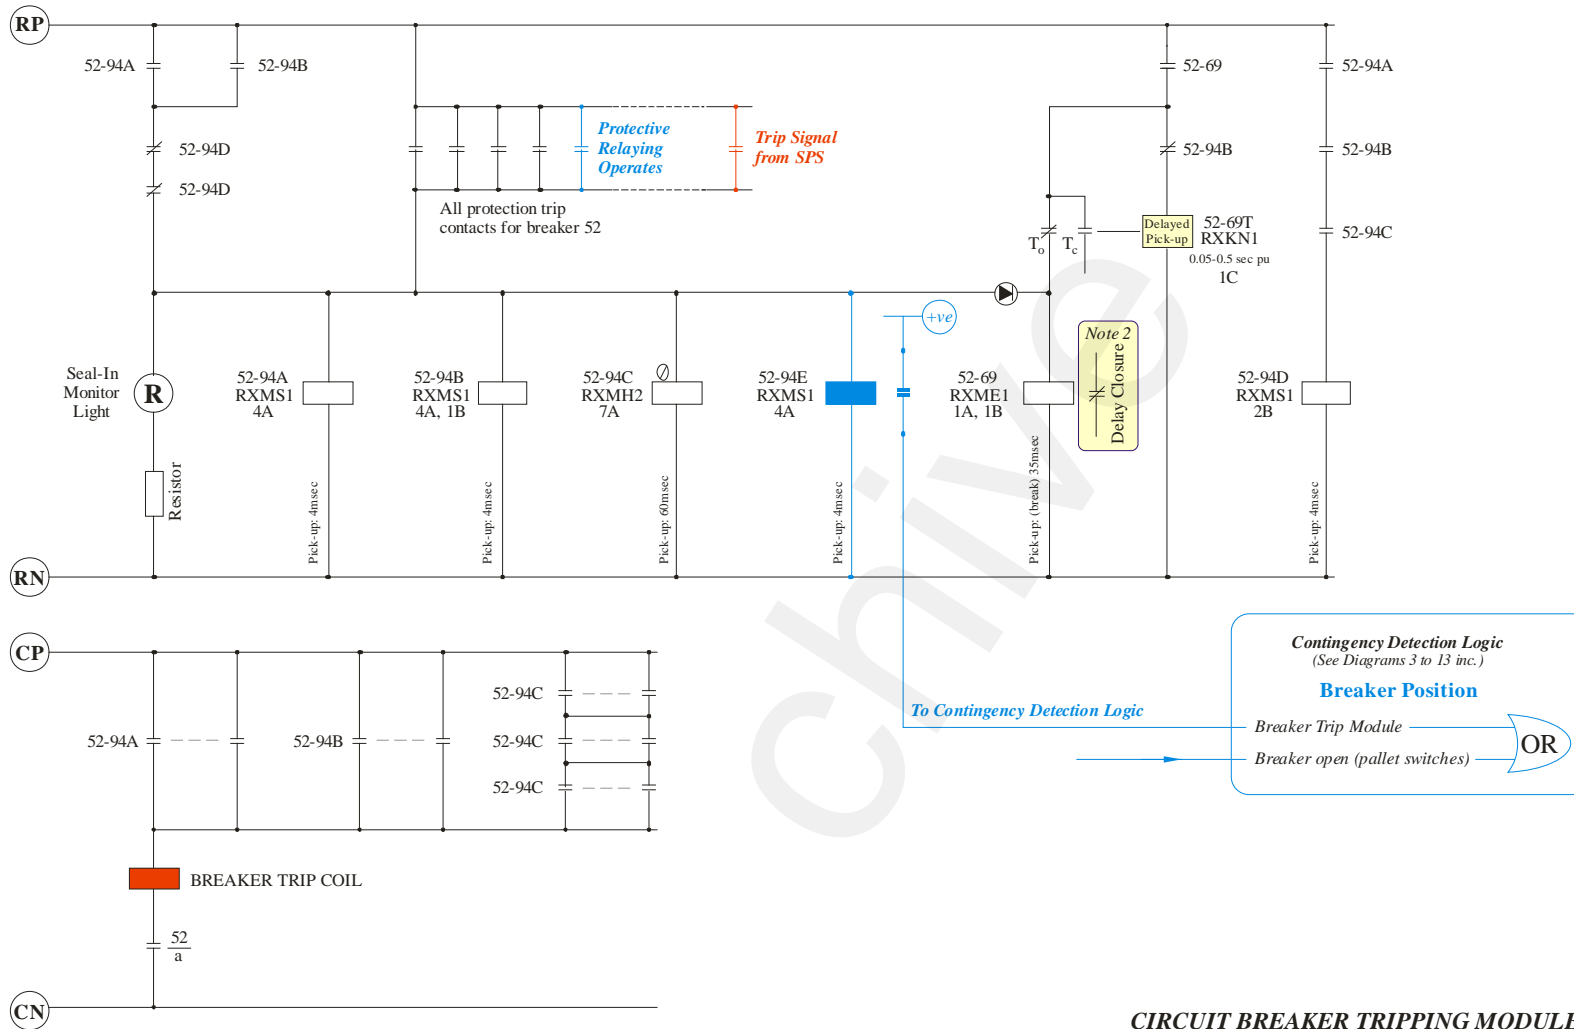 RP
52-94A
52-94B
52-69
52-94A
52-94D
52-94D
Protective
Relaying
Operates
Trip Signal
from SPS
52-94B
52-94B
All protection trip
contacts for breaker 52
To
Tc
Delayed
Pick-up
52-69T
RXKN1
0.05-0.5 sec pu
1C
52-94C
+ve
Note 2
Delay Closure
Seal-In
Monitor
Light
R
Resistor
52-94A
RXMS1
4A
Pick-up: 4msec
52-94B
RXMS1
4A, 1B
Pick-up: 4msec
52-94C
RXMH2
7A
Pick-up: 60msec
52-94E
RXMS1
4A
Pick-up: 4msec
52-69
RXME1
1A, 1B
Pick-up: (break) 35msec
52-94D
RXMS1
2B
Pick-up: 4msec
RN
CP
52-94A
52-94B
52-94C
52-94C
52-94C
Contingency Detection Logic
(See Diagrams 3 to 13 inc.)
Breaker Position
To Contingency Detection Logic
Breaker Trip Module
Breaker open (pallet switches)
OR
BREAKER TRIP COIL
52
a
CN
CIRCUIT BREAKER TRIPPING MODULE
chive